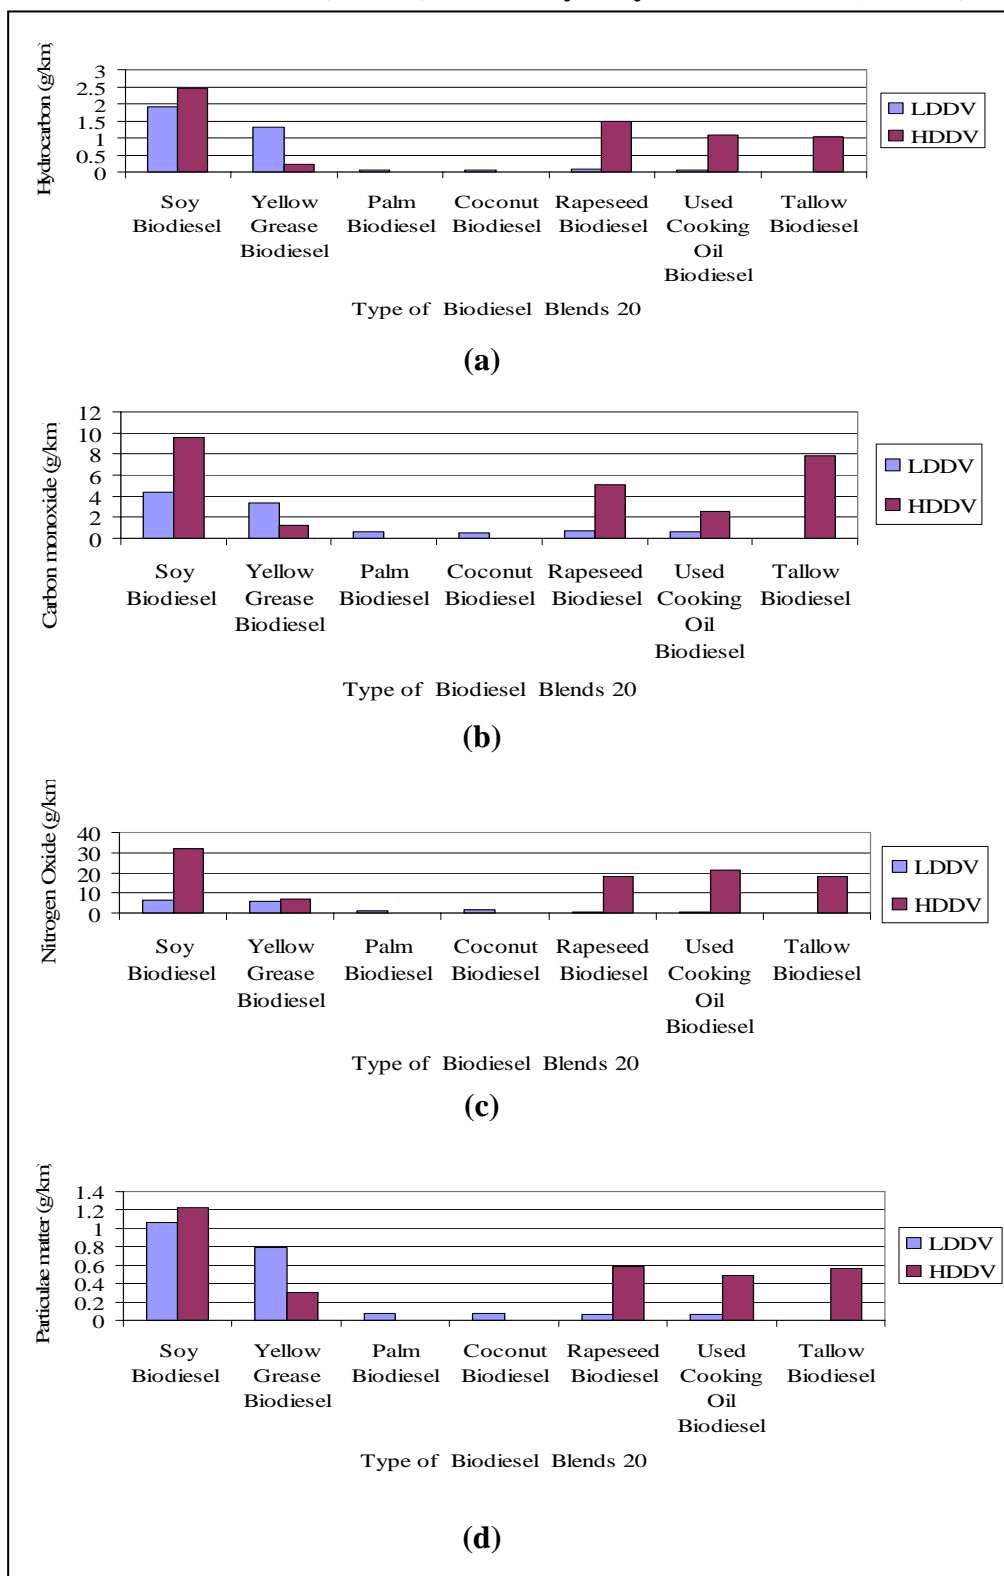 Hydrocarbon (g/km)
3
2.5
2
1.5
1
0.5
0
LDDV
HDDV
Soy Biodiesel
Yellow Grease Biodiesel
Palm Biodiesel
Coconut Biodiesel
Rapeseed Biodiesel
Used Cooking Oil Biodiesel
Tallow Biodiesel
Type of Biodiesel Blends 20
(a)
Carbon monoxide (g/km)
12
10
8
6
4
2
0
LDDV
HDDV
Soy Biodiesel
Yellow Grease Biodiesel
Palm Biodiesel
Coconut Biodiesel
Rapeseed Biodiesel
Used Cooking Oil Biodiesel
Tallow Biodiesel
Type of Biodiesel Blends 20
(b)
Nitrogen Oxide (g/km
40
30
20
10
0
LDDV
HDDV
Soy Biodiesel
Yellow Grease Biodiesel
Palm Biodiesel
Coconut Biodiesel
Rapeseed Biodiesel
Used Cooking Oil Biodiesel
Tallow Biodiesel
Type of Biodiesel Blends 20
(c)
Particulae matter (g/km)
1.4
1.2
1
0.8
0.6
0.4
0.2
0
LDDV
HDDV
Soy Biodiesel
Yellow Grease Biodiesel
Palm Biodiesel
Coconut Biodiesel
Rapeseed Biodiesel
Used Cooking Oil Biodiesel
Tallow Biodiesel
Type of Biodiesel Blends 20
(d)